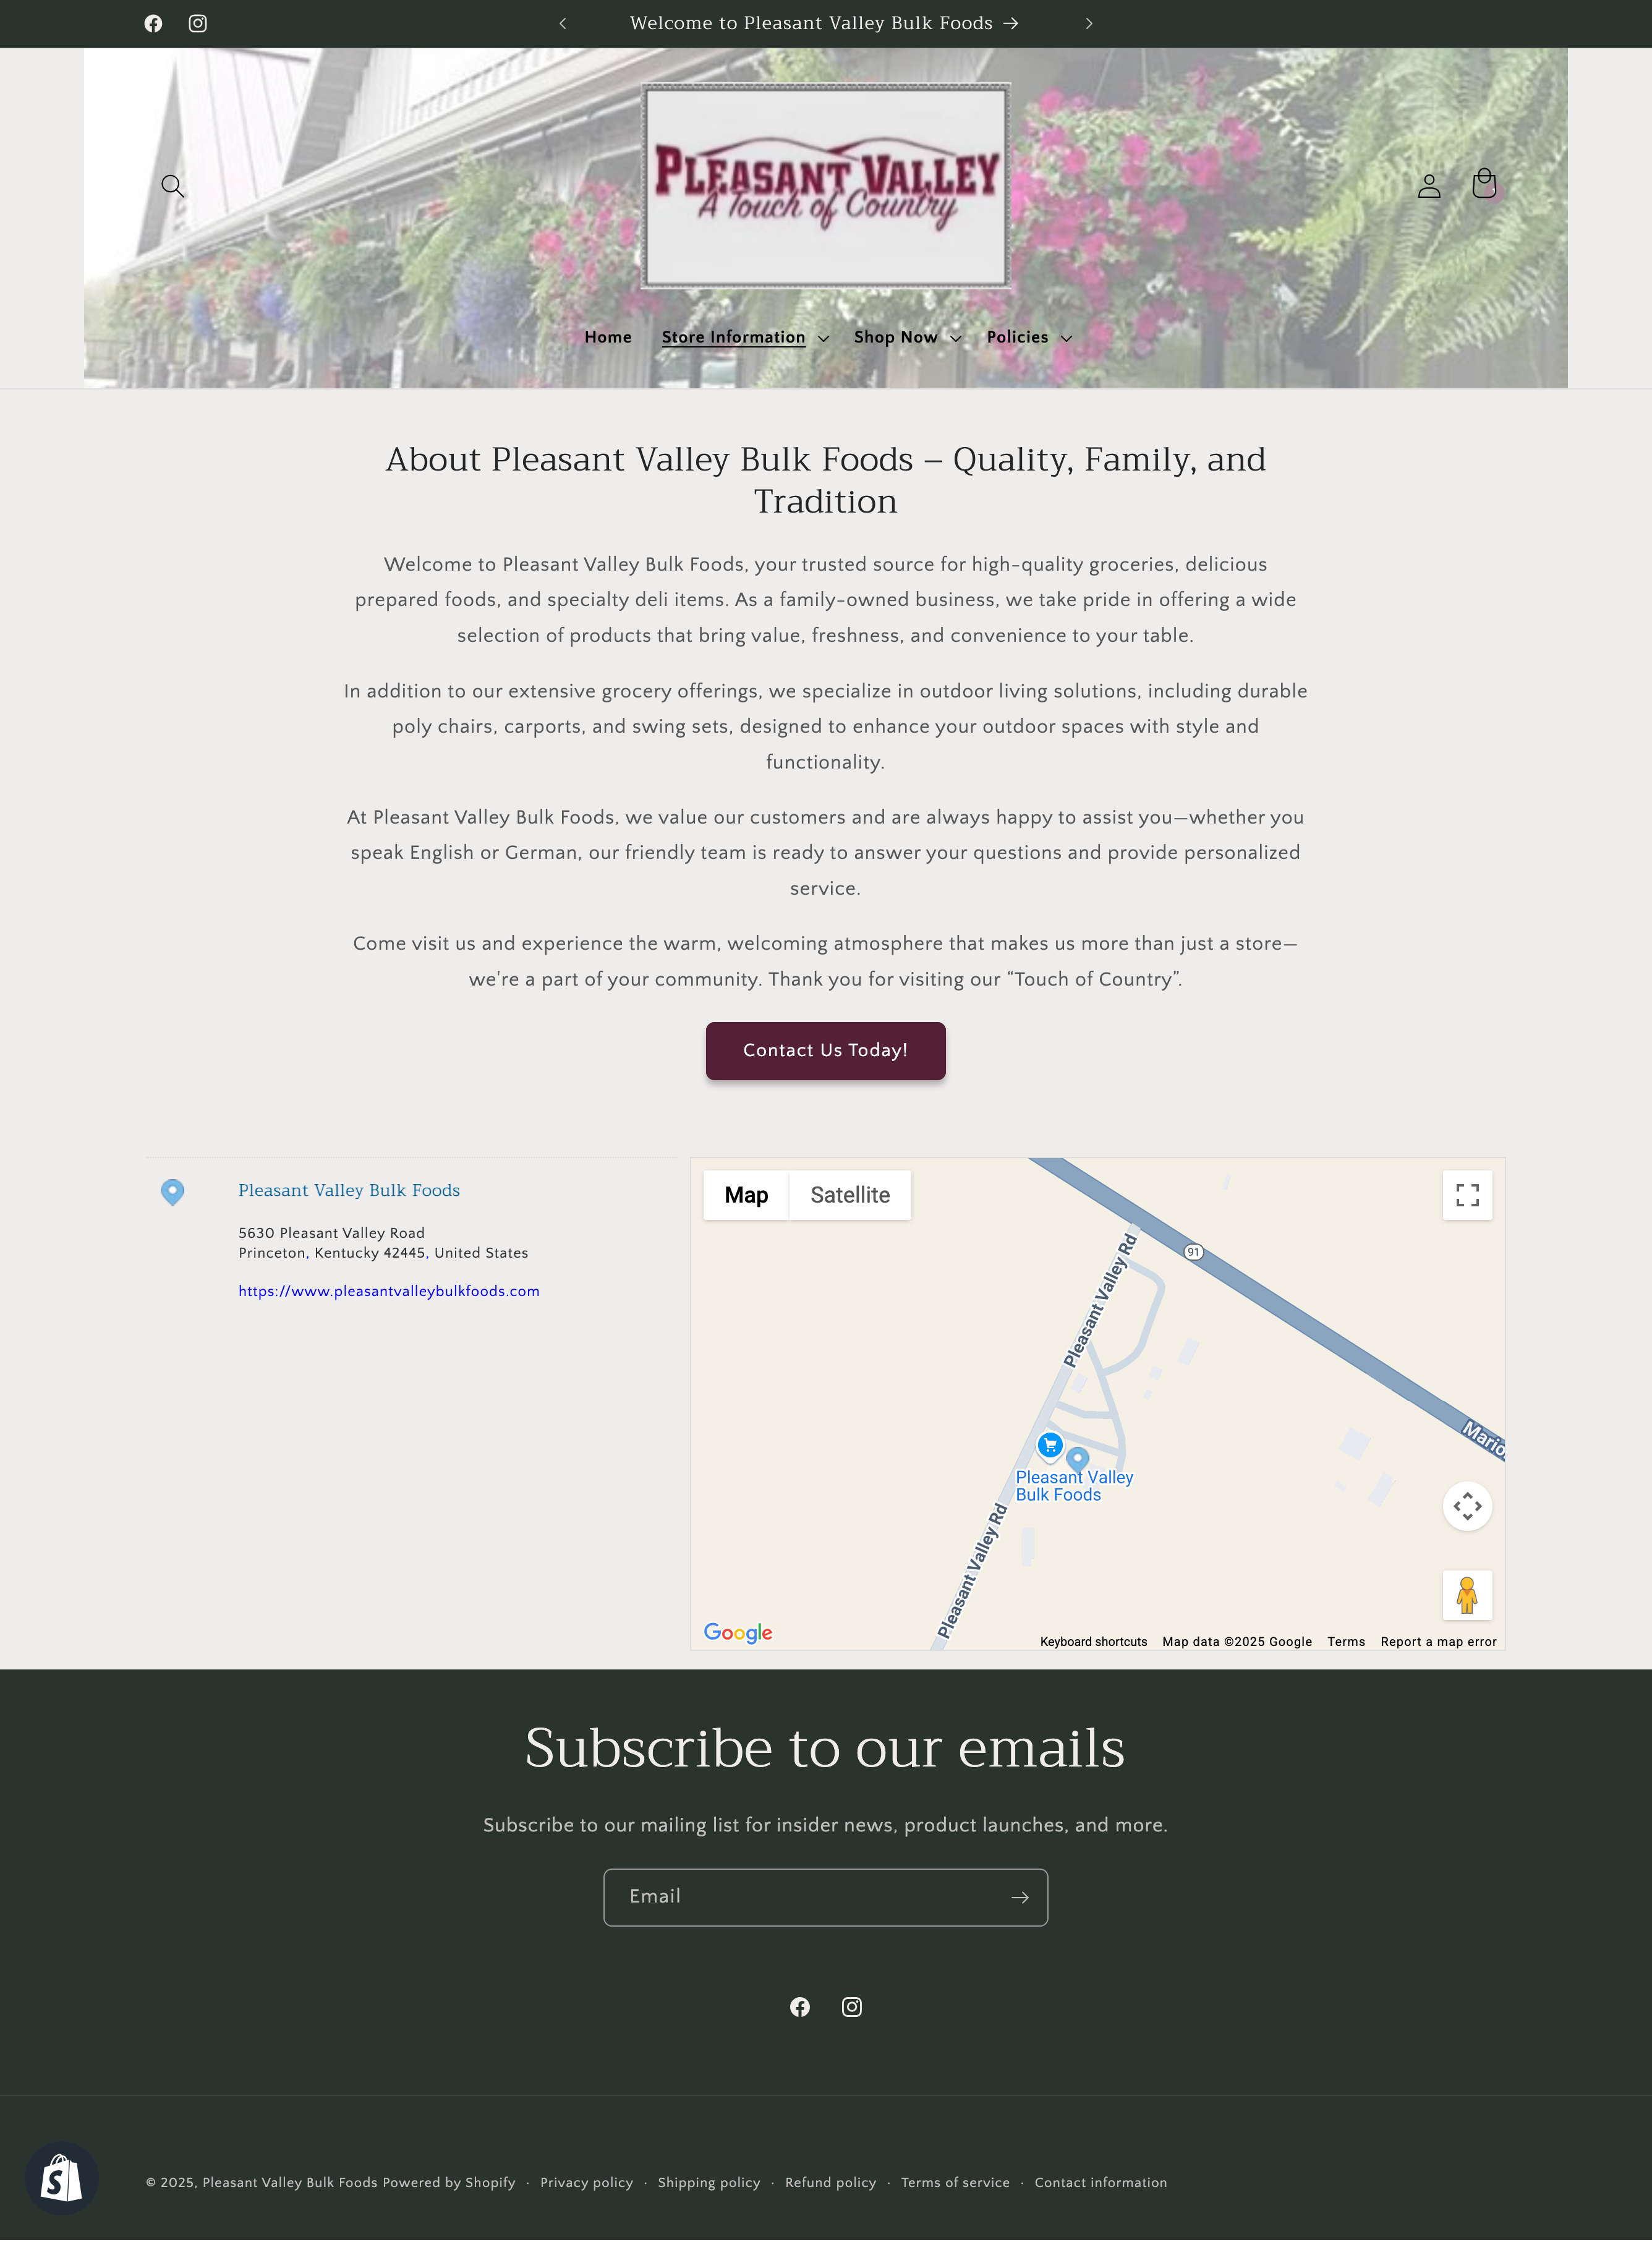 Welcome to Pleasant Valley Bulk Foods
PLEASANT VALLEY
A Touch of Country
Home Store Information Shop Now Policies
About Pleasant Valley Bulk Foods – Quality, Family, and
Tradition
Welcome to Pleasant Valley Bulk Foods, your trusted source for high-quality groceries, delicious
prepared foods, and specialty deli items. As a family-owned business, we take pride in offering a wide
selection of products that bring value, freshness, and convenience to your table.
In addition to our extensive grocery offerings, we specialize in outdoor living solutions, including durable
poly chairs, carports, and swing sets, designed to enhance your outdoor spaces with style and
functionality.
At Pleasant Valley Bulk Foods, we value our customers and are always happy to assist you—whether you
speak English or German, our friendly team is ready to answer your questions and provide personalized
service.
Come visit us and experience the warm, welcoming atmosphere that makes us more than just a store—
we're a part of your community. Thank you for visiting our “Touch of Country”.
Contact Us Today!
Pleasant Valley Bulk Foods
5630 Pleasant Valley Road
Princeton, Kentucky 42445, United States
https://www.pleasantvalleybulkfoods.com
Map Satellite
91
Pleasant Valley Rd
Mario
Pleasant Valley
Bulk Foods
Pleasant Valley Rd
Google
Keyboard shortcuts Map data ©2025 Google Terms Report a map error
Subscribe to our emails
Subscribe to our mailing list for insider news, product launches, and more.
Email
© 2025, Pleasant Valley Bulk Foods Powered by Shopify · Privacy policy · Shipping policy · Refund policy · Terms of service · Contact information